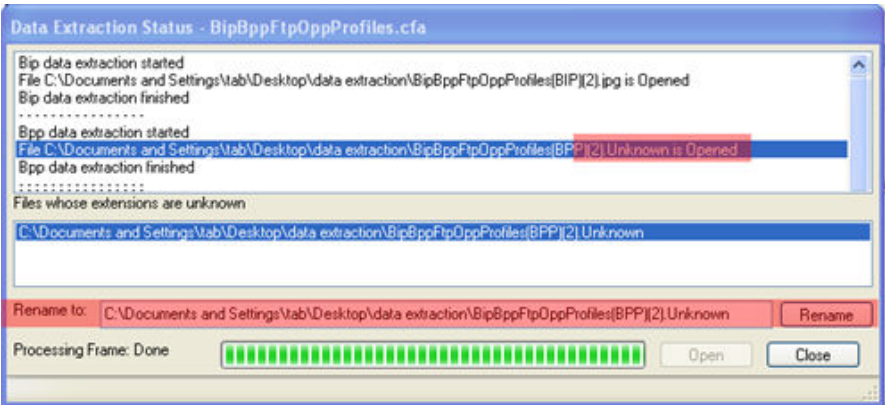 Data Extraction Status - BipBppFtpOppProfiles.cfa
Bip data extraction started
File C:\Documents and Settings\tab\Desktop\data extraction\BipBppFtpOppProfiles(BIP)(2).jpg is Opened
Bip data extraction finished
- - - - - - - - - - - - - - - -
Bpp data extraction started
File C:\Documents and Settings\tab\Desktop\data extraction\BipBppFtpOppProfiles(BPP)(2).Unknown is Opened
Bpp data extraction finished
: : : : : : : : : : : : : : : :
Files whose extensions are unknown
C:\Documents and Settings\tab\Desktop\data extraction\BipBppFtpOppProfiles(BPP)(2).Unknown
Rename to: C:\Documents and Settings\tab\Desktop\data extraction\BipBppFtpOppProfiles(BPP)(2).Unknown Rename
Processing Frame: Done Open Close